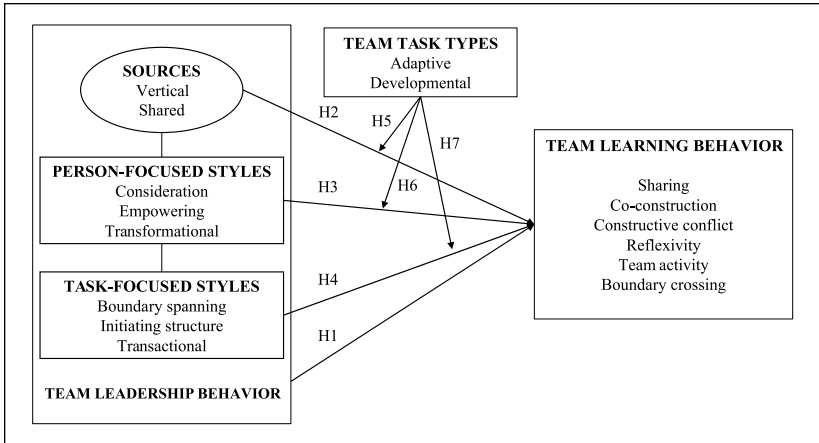 SOURCES
Vertical
Shared
PERSON-FOCUSED STYLES
Consideration
Empowering
Transformational
TASK-FOCUSED STYLES
Boundary spanning
Initiating structure
Transactional
TEAM LEADERSHIP BEHAVIOR
TEAM TASK TYPES
Adaptive
Developmental
H2
H5
H7
H6
H3
H4
H1
TEAM LEARNING BEHAVIOR
Sharing
Co-construction
Constructive conflict
Reflexivity
Team activity
Boundary crossing